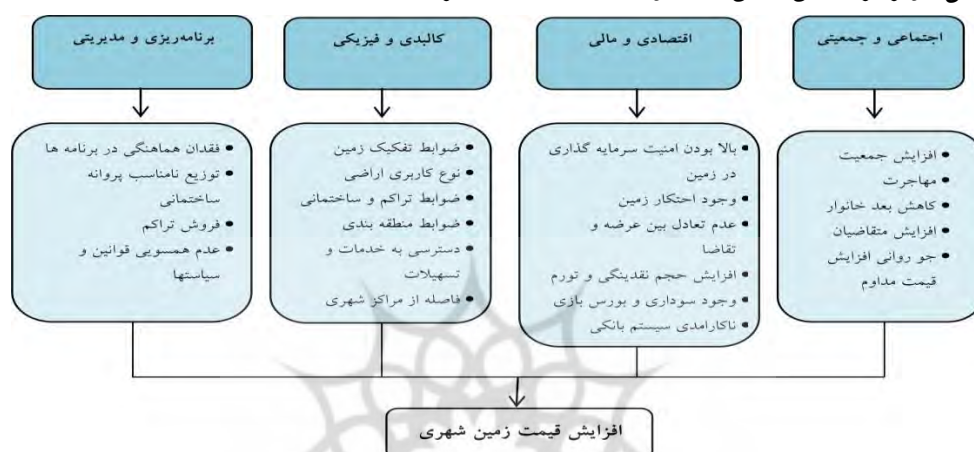 اجتماعی و جمعیتی
اقتصادی و مالی
کالبدی و فیزیکی
برنامه‌ریزی و مدیریتی
• افزایش جمعیت
• مهاجرت
• کاهش بعد خانوار
• افزایش متقاضیان
• جو روانی افزایش
قیمت مداوم
• بالا بودن امنیت سرمایه گذاری
در زمین
• وجود احتکار زمین
• عدم تعادل بین عرضه و
تقاضا
• افزایش حجم نقدینگی و تورم
• وجود سوداری و بورس بازی
• ناکارامدی سیستم بانکی
• ضوابط تفکیک زمین
• نوع کاربری اراضی
• ضوابط تراکم و ساختمانی
• ضوابط منطقه بندی
• دسترسی به خدمات و
تسهیلات
• فاصله از مراکز شهری
• فقدان هماهنگی در برنامه ها
• توزیع نامناسب پروانه
ساختمانی
• فروش تراکم
• عدم همسویی قوانین و
سیاستها
افزایش قیمت زمین شهری